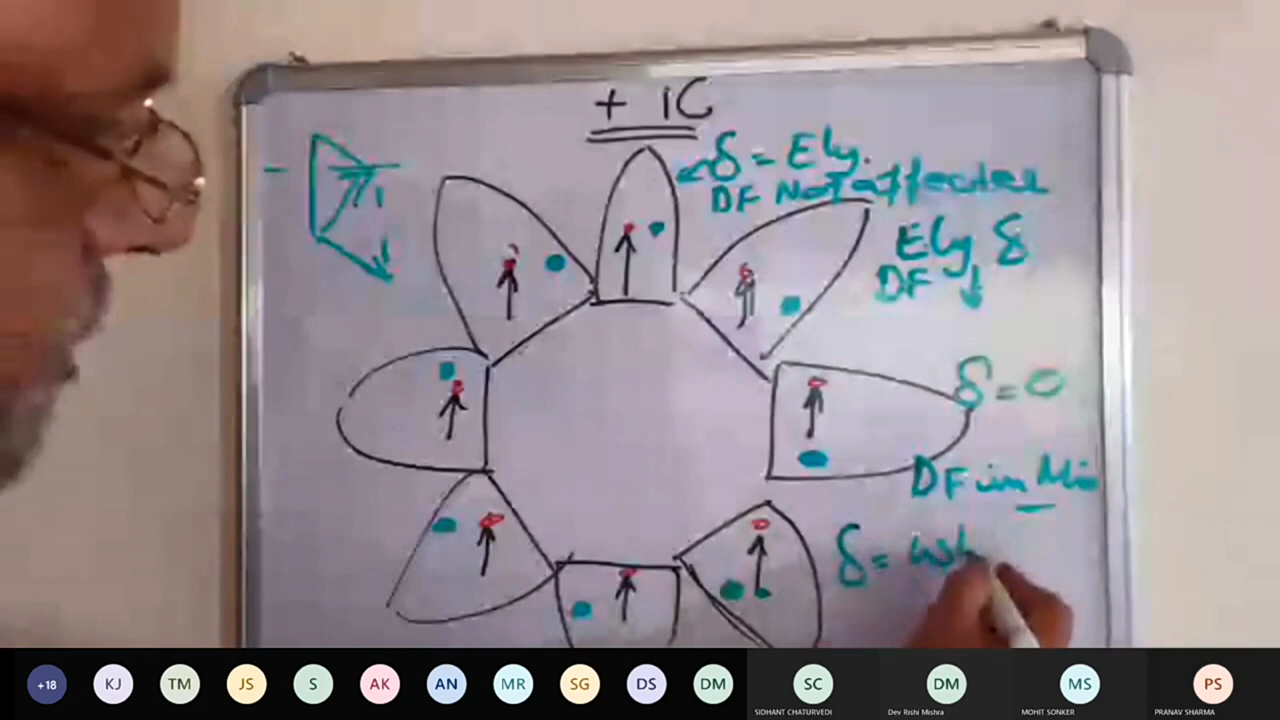 + iC
δ = Ely.
DF Not affected
Ely δ
DF ↓
δ = 0
DF in Mi
δ = W
+18 KJ TM JS S AK AN MR SG DS DM SC DM MS PS
SIDHANT CHATURVEDI Dev Rishi Mishra MOHIT SONKER PRANAV SHARMA